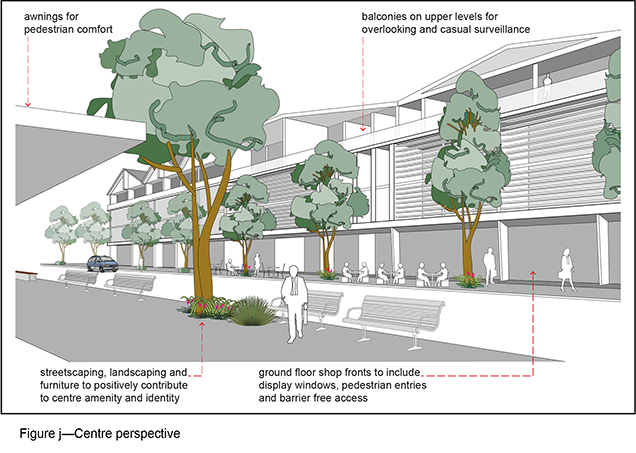 awnings for
pedestrian comfort
balconies on upper levels for
overlooking and casual surveillance
streetscaping, landscaping and
furniture to positively contribute
to centre amenity and identity
ground floor shop fronts to include
display windows, pedestrian entries
and barrier free access
Figure j—Centre perspective